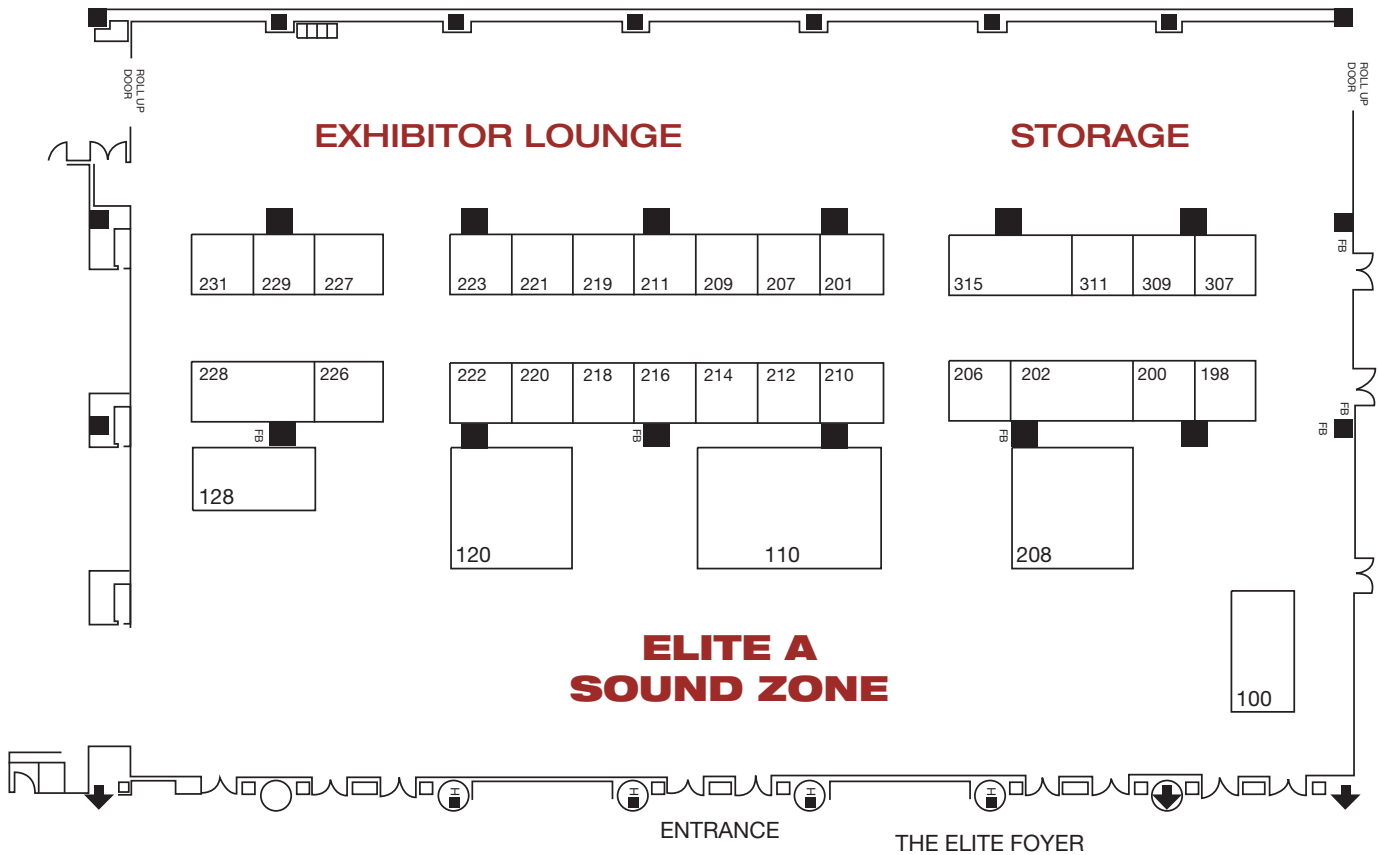 ROLL UP
DOOR
ROLL UP
DOOR
EXHIBITOR LOUNGE
STORAGE
FB
231 229 227 223 221 219 211 209 207 201 315 311 309 307
228 226 222 220 218 216 214 212 210 206 202 200 198
FB
FB
FB
FB
FB
128
120
110
208
ELITE A
SOUND ZONE
100
H
H
H
H
H
ENTRANCE
THE ELITE FOYER